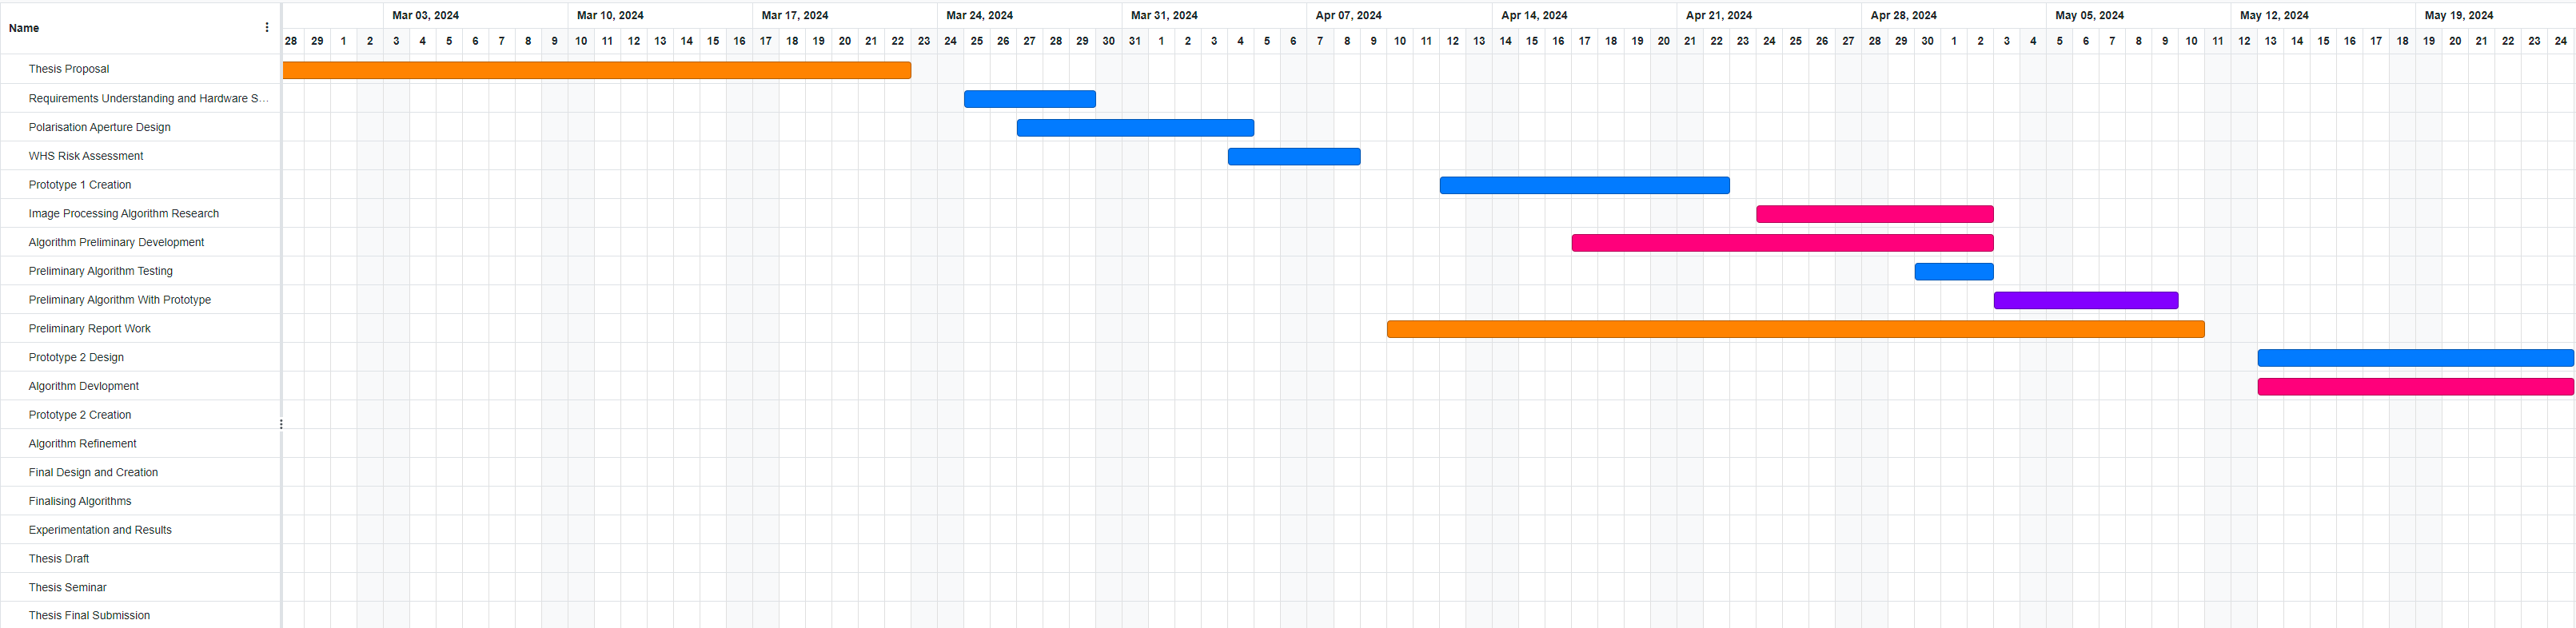 Name
Mar 03, 2024 Mar 10, 2024 Mar 17, 2024 Mar 24, 2024 Mar 31, 2024 Apr 07, 2024 Apr 14, 2024 Apr 21, 2024 Apr 28, 2024 May 05, 2024 May 12, 2024 May 19, 2024
28 29 1 2 3 4 5 6 7 8 9 10 11 12 13 14 15 16 17 18 19 20 21 22 23 24 25 26 27 28 29 30 31 1 2 3 4 5 6 7 8 9 10 11 12 13 14 15 16 17 18 19 20 21 22 23 24 25 26 27 28 29 30 1 2 3 4 5 6 7 8 9 10 11 12 13 14 15 16 17 18 19 20 21 22 23 24
Thesis Proposal
Requirements Understanding and Hardware S...
Polarisation Aperture Design
WHS Risk Assessment
Prototype 1 Creation
Image Processing Algorithm Research
Algorithm Preliminary Development
Preliminary Algorithm Testing
Preliminary Algorithm With Prototype
Preliminary Report Work
Prototype 2 Design
Algorithm Devlopment
Prototype 2 Creation
Algorithm Refinement
Final Design and Creation
Finalising Algorithms
Experimentation and Results
Thesis Draft
Thesis Seminar
Thesis Final Submission